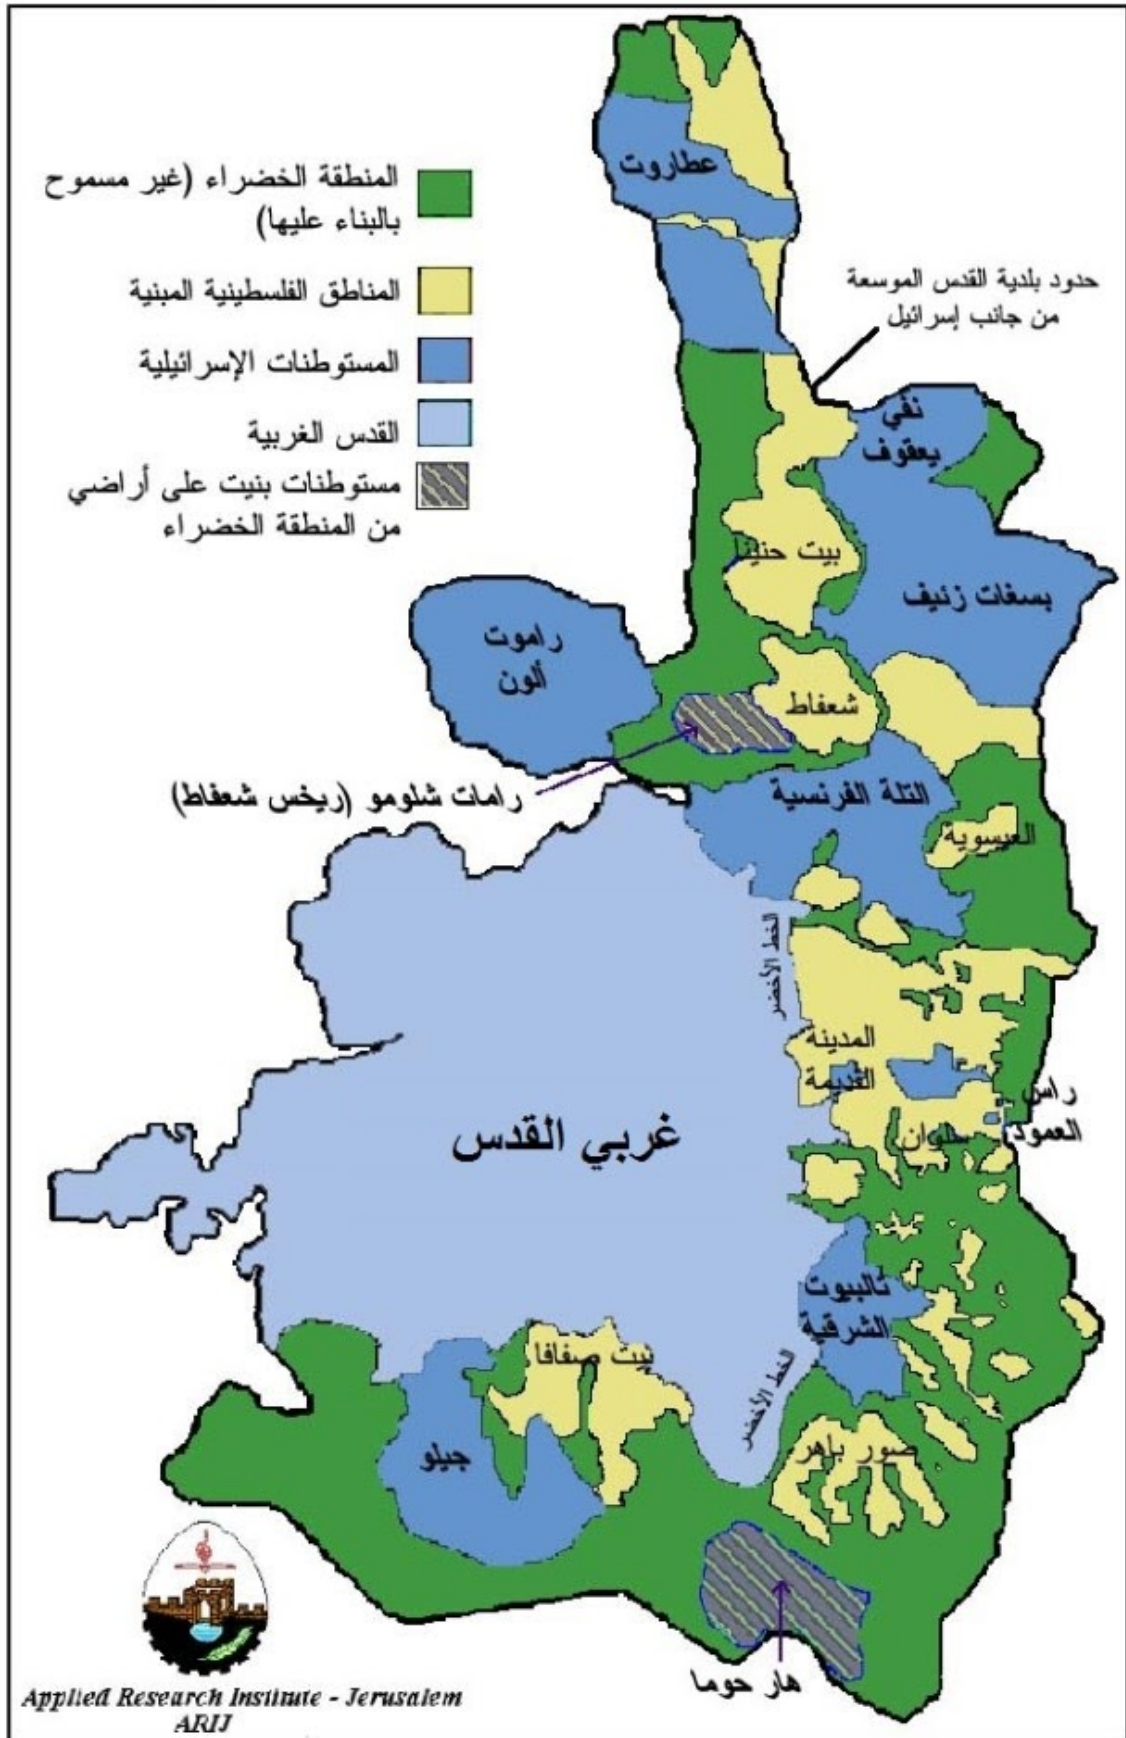 المنطقة الخضراء (غير مسموح
بالبناء عليها)
المناطق الفلسطينية المبنية
المستوطنات الإسرائيلية
القدس الغربية
مستوطنات بنيت على أراضي
من المنطقة الخضراء
عطاروت
حدود بلدية القدس الموسعة
من جانب إسرائيل
نفي
يعقوف
بيت حنينا
بسغات زئيف
راموت
ألون
شعفاط
رامات شلومو (ريخس شعفاط)
التلة الفرنسية
العيسوية
الخط الأخضر
المدينة
القديمة
راس
العمود
سلوان
غربي القدس
تالبيوت
الشرقية
بيت صفافا
الخط الأخضر
جيلو
صور باهر
هار حوما
Applied Research Institute - Jerusalem
ARIJ